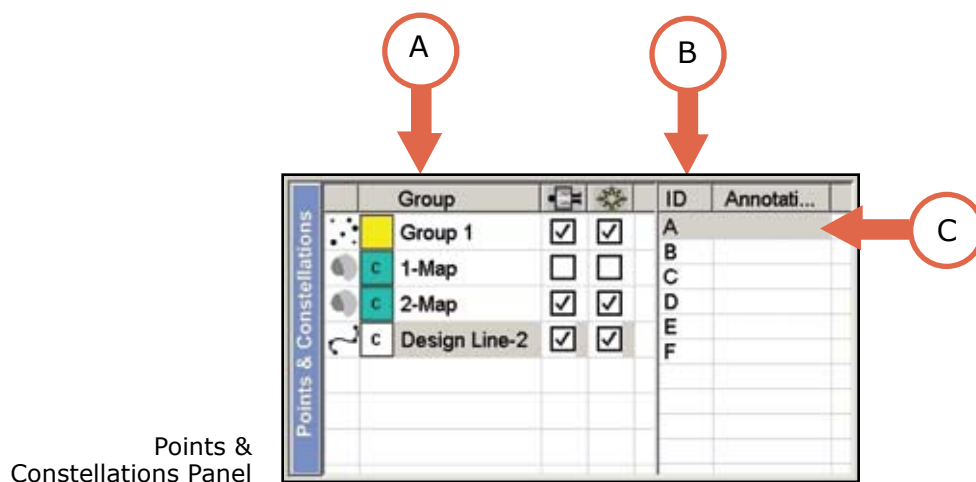 A
B
Group
ID Annotati...
Group 1
A
C
B
c 1-Map
C
c 2-Map
D
E
c Design Line-2
F
Points & Constellations
Points &
Constellations Panel